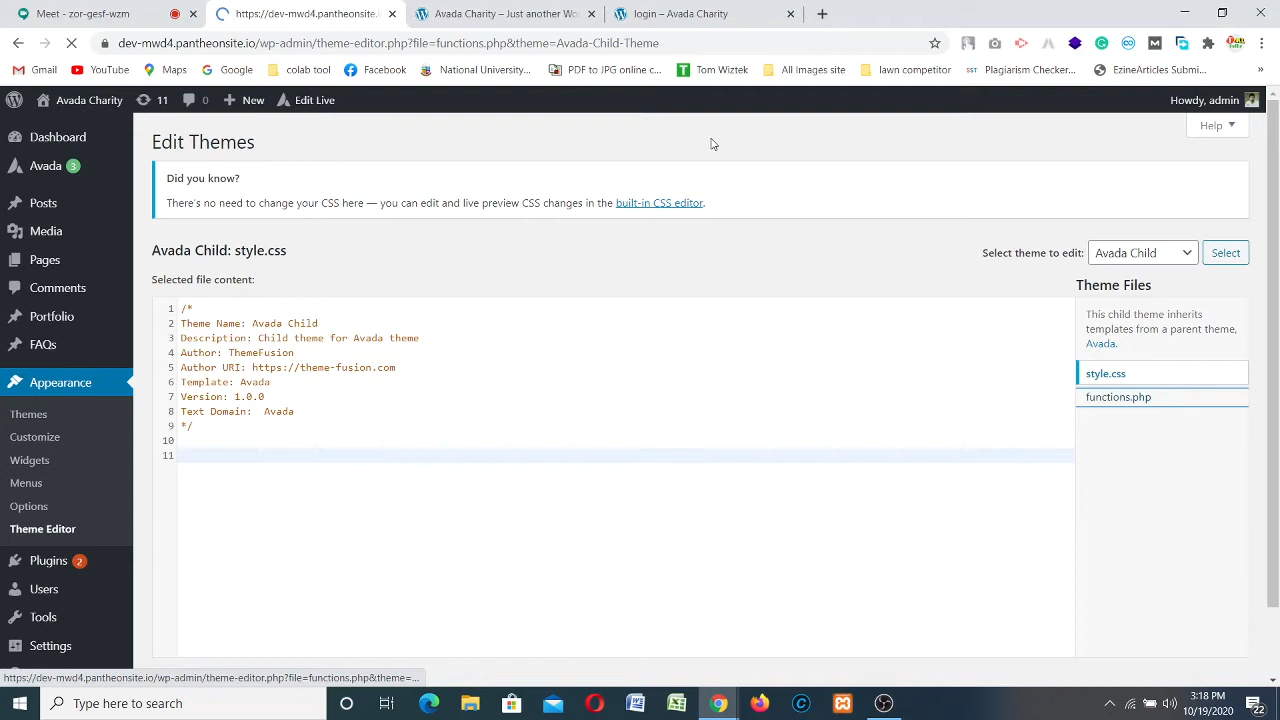 Meet - zor-gesf-wzm
https://dev-mwd4.pantheonsite.i
Avada Charity – Just another Wo
login – Avada Charity
dev-mwd4.pantheonsite.io/wp-admin/theme-editor.php?file=functions.php&theme=Avada-Child-Theme
Gmail YouTube Maps Google colab tool Facebook National University... PDF to JPG online c... Tom Wiztek All Images site lawn competitor SST Plagiarism Checker... EzineArticles Submi... »
Avada Charity 11 0 New Edit Live Howdy, admin
Help
Dashboard
Avada 3
Posts
Media
Pages
Comments
Portfolio
FAQs
Appearance
Themes
Customize
Widgets
Menus
Options
Theme Editor
Plugins 2
Users
Tools
Settings
Edit Themes
Did you know?
There's no need to change your CSS here — you can edit and live preview CSS changes in the built-in CSS editor.
Avada Child: style.css
Select theme to edit: Avada Child Select
Selected file content:
1 /*
2 Theme Name: Avada Child
3 Description: Child theme for Avada theme
4 Author: ThemeFusion
5 Author URI: https://theme-fusion.com
6 Template: Avada
7 Version: 1.0.0
8 Text Domain:  Avada
9 */
10
11
Theme Files
This child theme inherits
templates from a parent theme,
Avada.
style.css
functions.php
https://dev-mwd4.pantheonsite.io/wp-admin/theme-editor.php?file=functions.php&theme=...
Type here to search
3:18 PM
10/19/2020
22